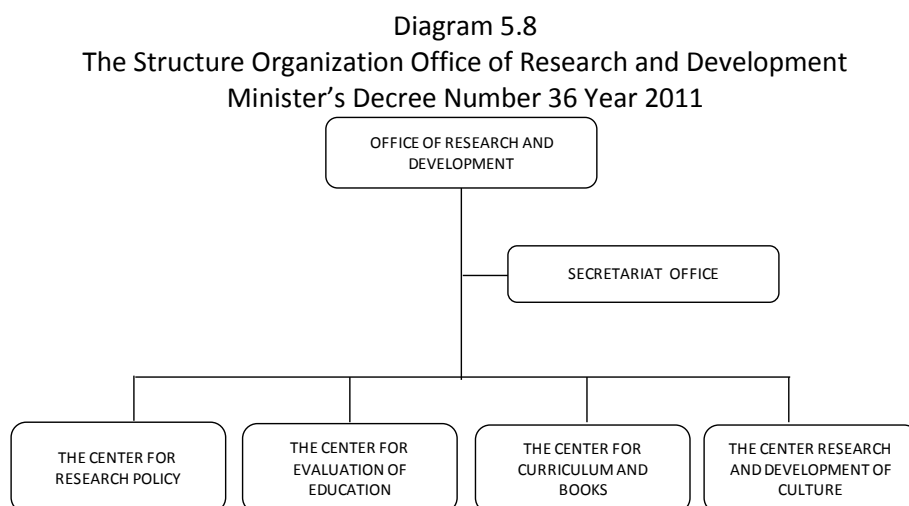 Diagram 5.8
The Structure Organization Office of Research and Development
Minister’s Decree Number 36 Year 2011
OFFICE OF RESEARCH AND
DEVELOPMENT
SECRETARIAT OFFICE
THE CENTER FOR
RESEARCH POLICY
THE CENTER FOR
EVALUATION OF
EDUCATION
THE CENTER FOR
CURRICULUM AND
BOOKS
THE CENTER RESEARCH
AND DEVELOPMENT OF
CULTURE